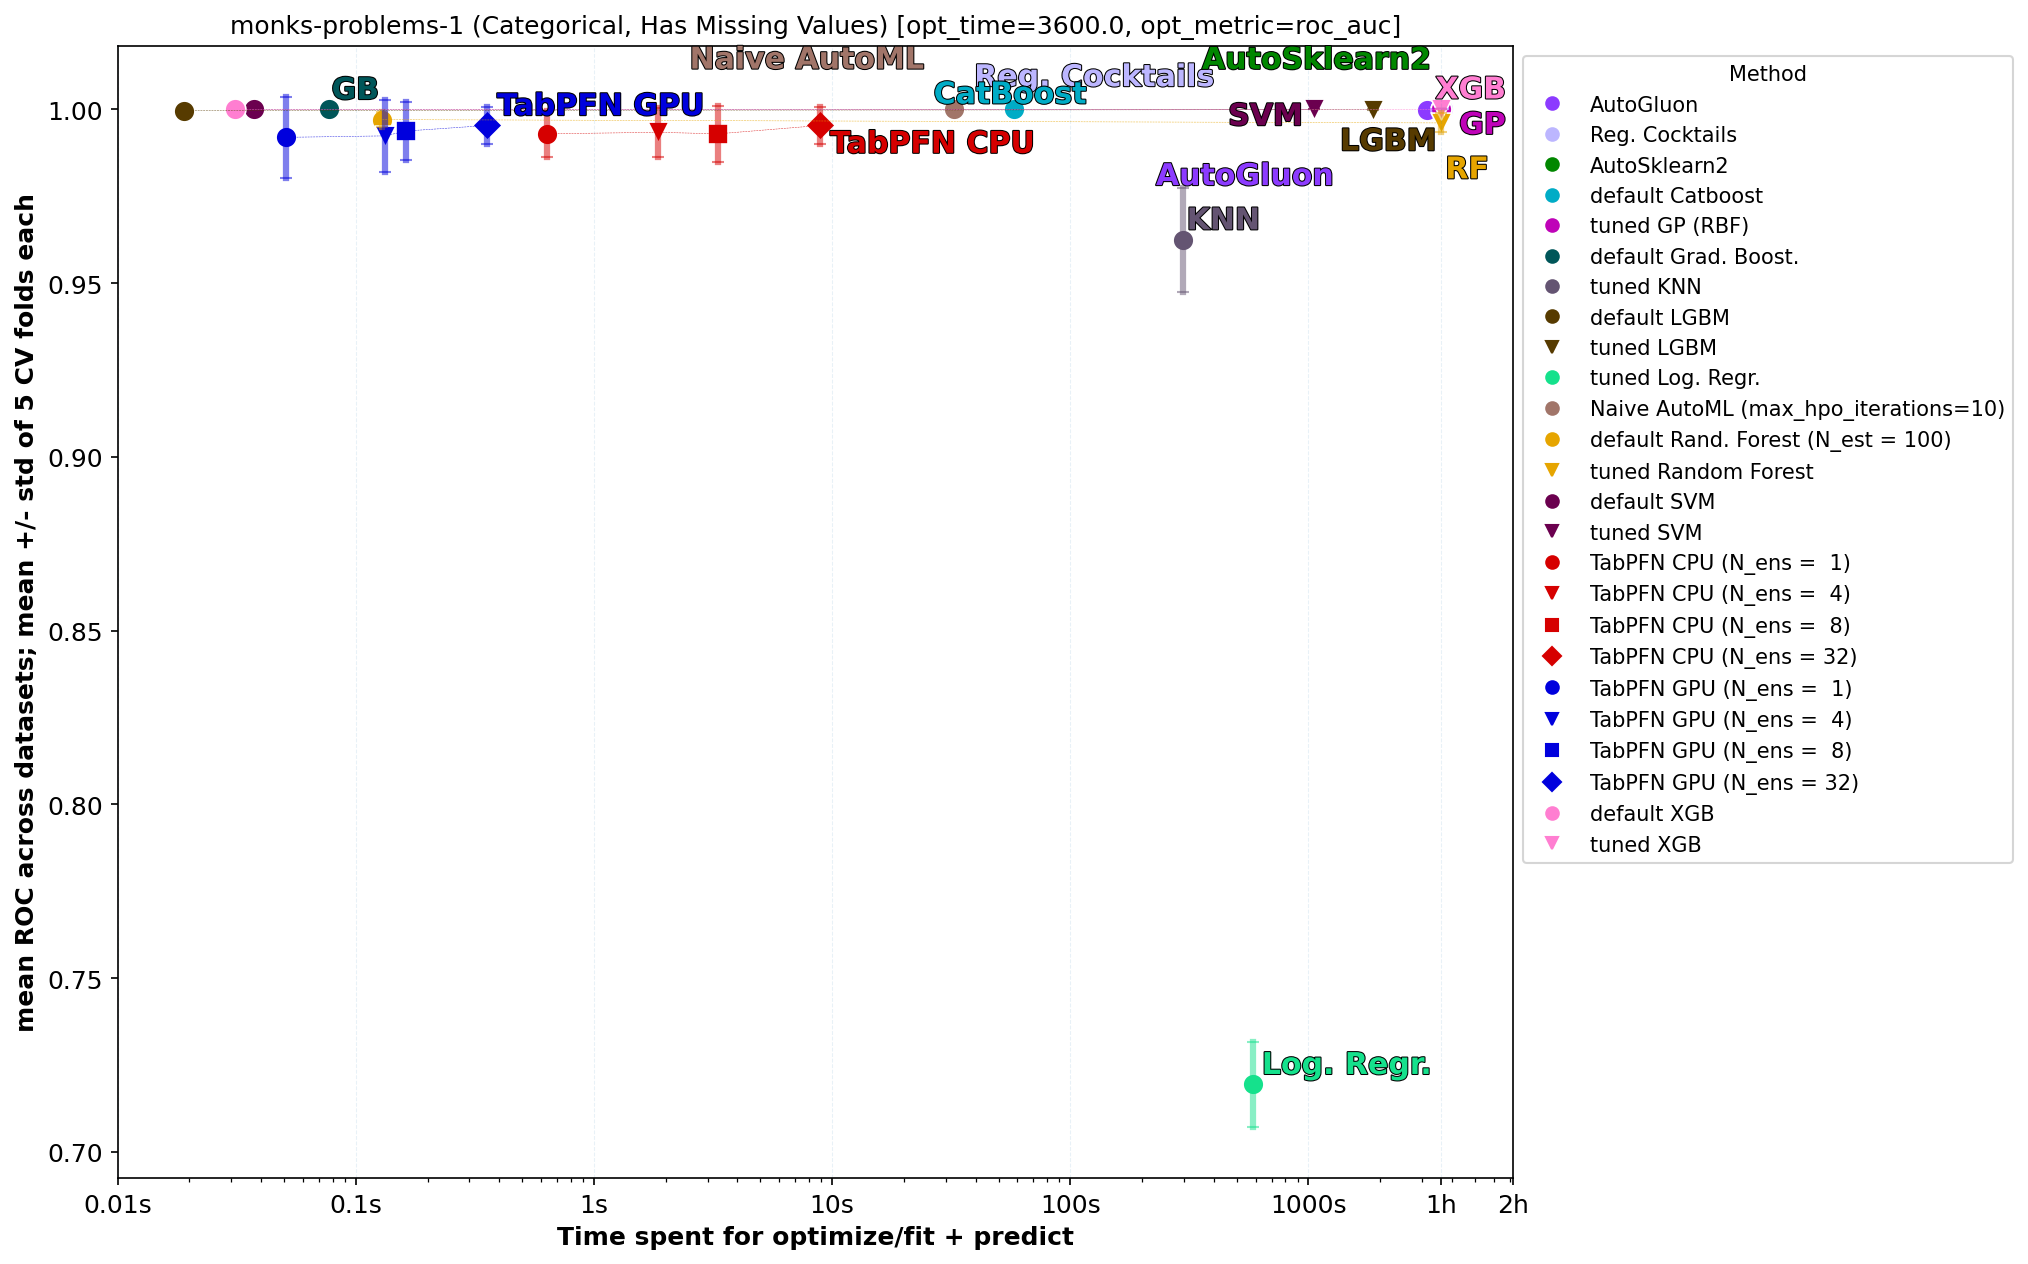 monks-problems-1 (Categorical, Has Missing Values) [opt_time=3600.0, opt_metric=roc_auc]
mean ROC across datasets; mean +/- std of 5 CV folds each
1.00
0.95
0.90
0.85
0.80
0.75
0.70
Naive AutoML
AutoSklearn2
Reg. Cocktails
XGB
GB
CatBoost
TabPFN GPU
SVM
GP
TabPFN CPU
LGBM
RF
AutoGluon
KNN
Log. Regr.
0.01s
0.1s
1s
10s
100s
1000s
1h
2h
Time spent for optimize/fit + predict
Method
AutoGluon
Reg. Cocktails
AutoSklearn2
default Catboost
tuned GP (RBF)
default Grad. Boost.
tuned KNN
default LGBM
tuned LGBM
tuned Log. Regr.
Naive AutoML (max_hpo_iterations=10)
default Rand. Forest (N_est = 100)
tuned Random Forest
default SVM
tuned SVM
TabPFN CPU (N_ens =  1)
TabPFN CPU (N_ens =  4)
TabPFN CPU (N_ens =  8)
TabPFN CPU (N_ens = 32)
TabPFN GPU (N_ens =  1)
TabPFN GPU (N_ens =  4)
TabPFN GPU (N_ens =  8)
TabPFN GPU (N_ens = 32)
default XGB
tuned XGB